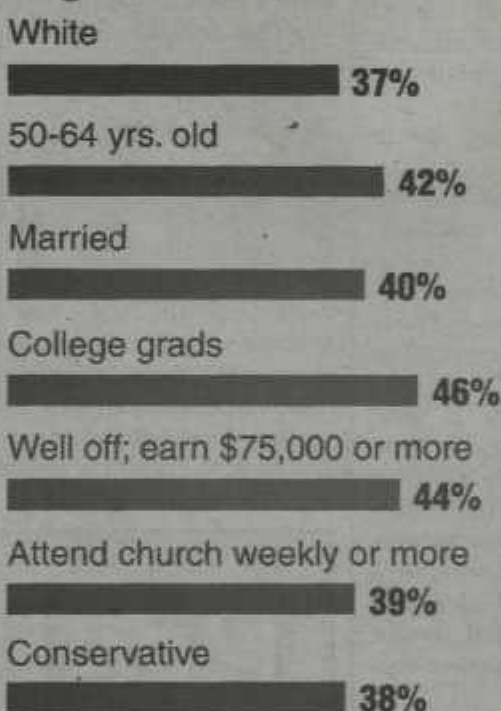 White
37%
50-64 yrs. old
42%
Married
40%
College grads
46%
Well off; earn $75,000 or more
44%
Attend church weekly or more
39%
Conservative
38%